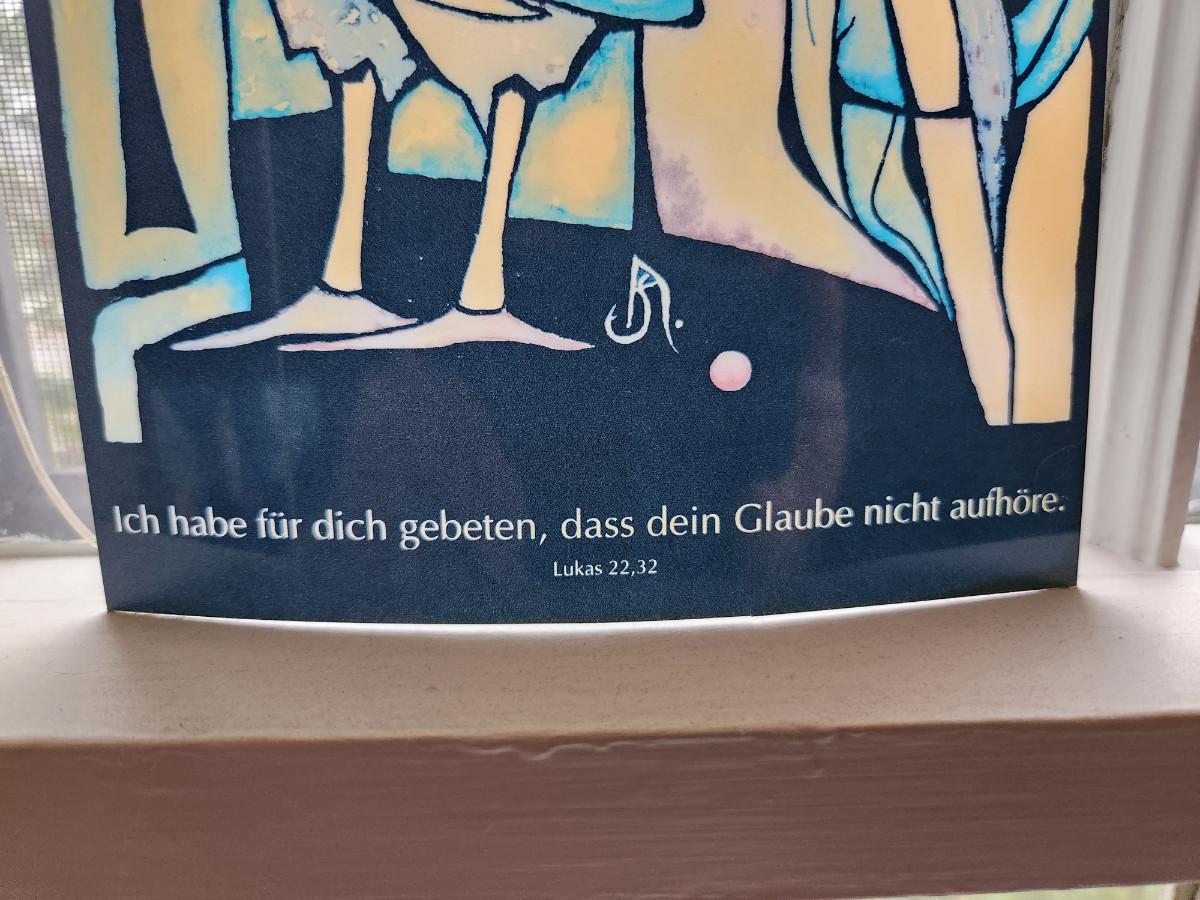 Ich habe für dich gebeten, dass dein Glaube nicht aufhöre.
Lukas 22,32